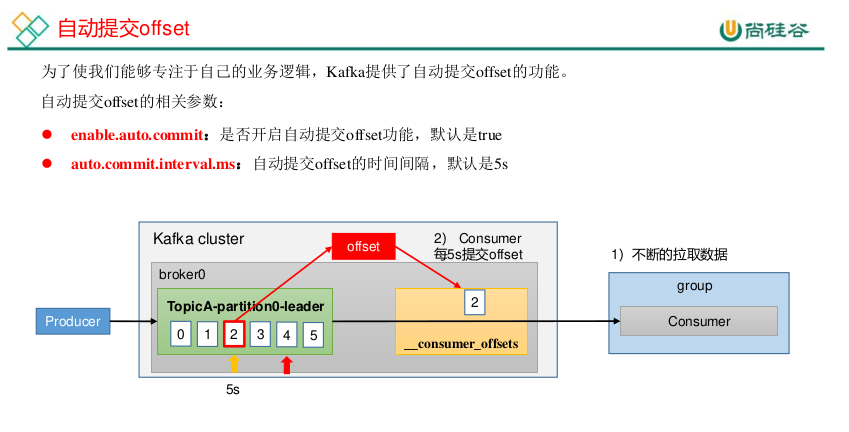 自动提交offset
尚硅谷
为了使我们能够专注于自己的业务逻辑，Kafka提供了自动提交offset的功能。
自动提交offset的相关参数：
enable.auto.commit：是否开启自动提交offset功能，默认是true
auto.commit.interval.ms：自动提交offset的时间间隔，默认是5s
Kafka cluster
offset
2） Consumer
每5s提交offset
1）不断的拉取数据
broker0
group
TopicA-partition0-leader
2
Producer
0 1 2 3 4 5
Consumer
__consumer_offsets
5s